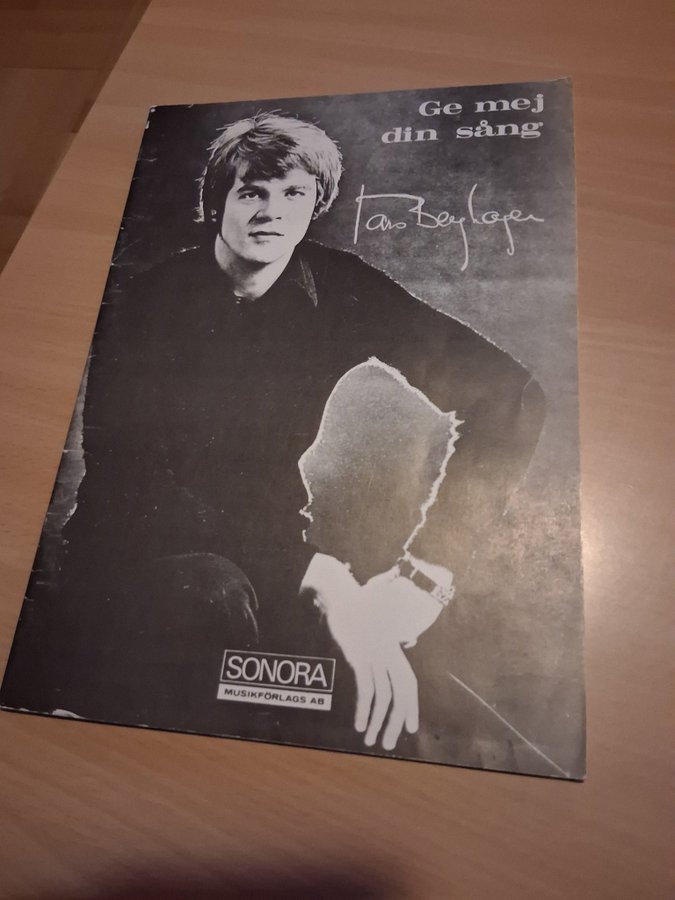 Ge mej
din sång
Lars Berghagen
SONORA
MUSIKFÖRLAGS AB